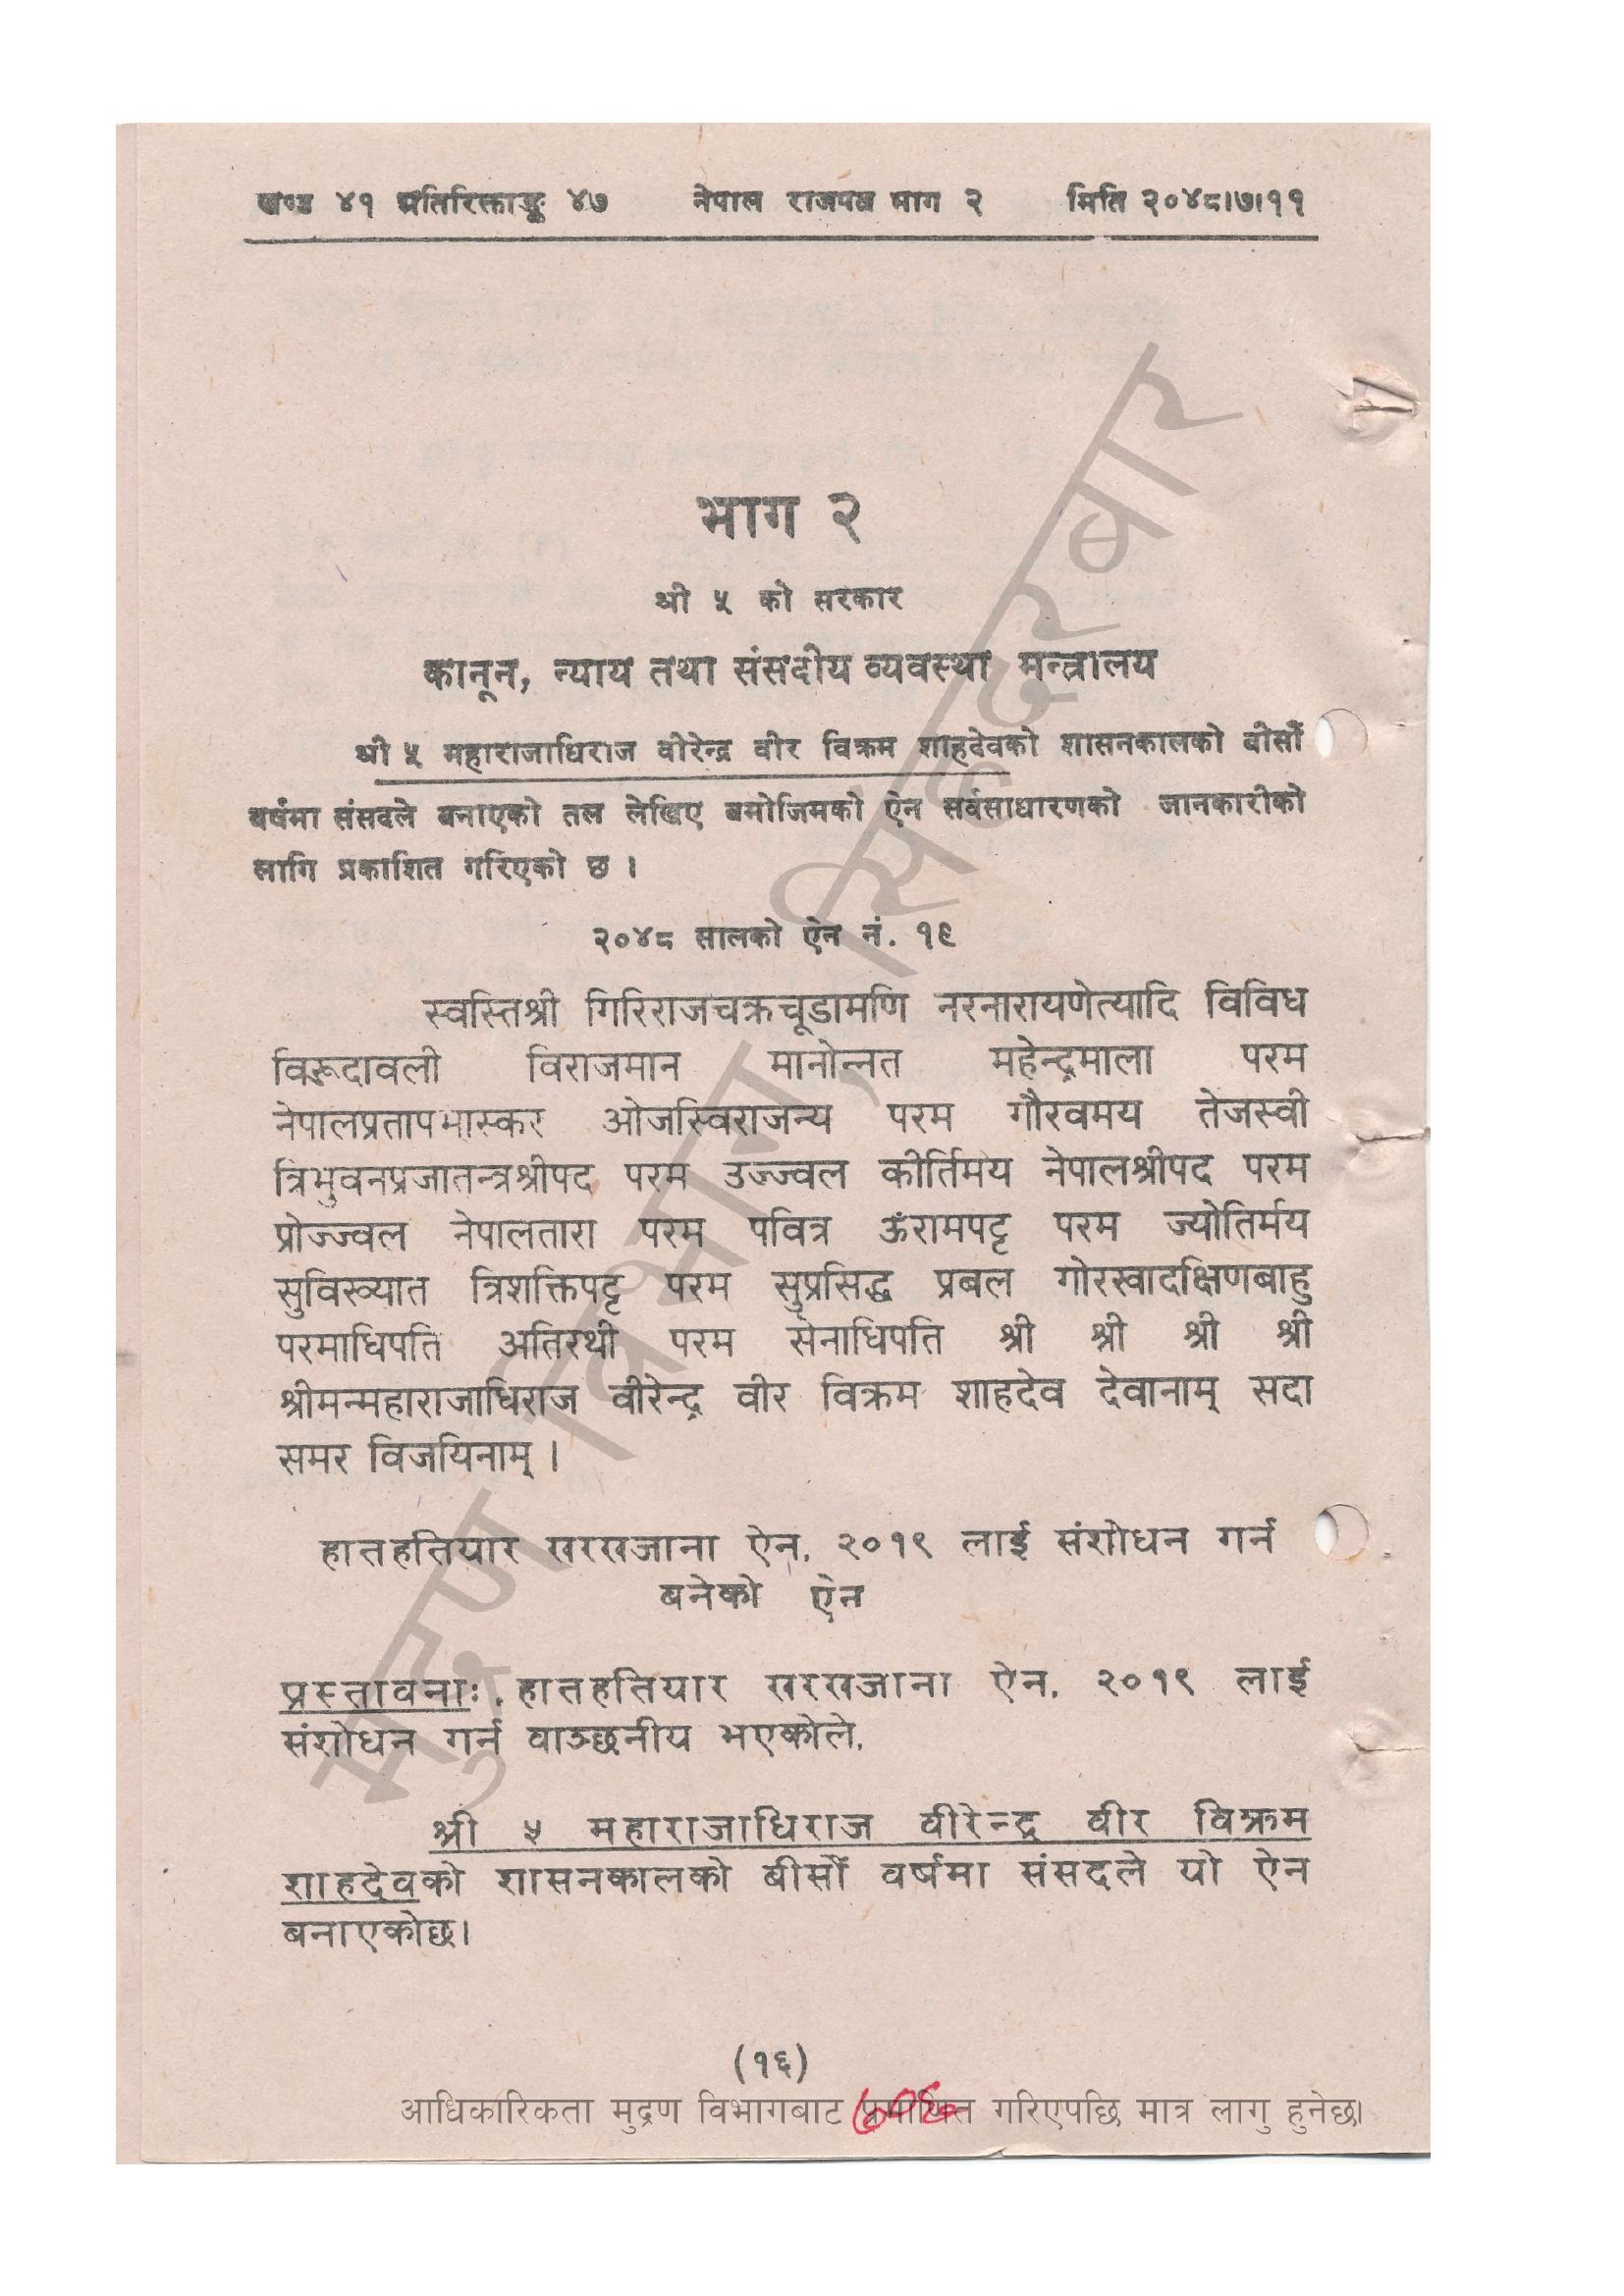 खण्ड ४१ अतिरिक्ताङ्क ४७ नेपाल राजपत्र भाग २ मिति २०४८।७।११
भाग २
श्री ५ को सरकार
कानून, न्याय तथा संसदीय व्यवस्था मन्त्रालय
श्री ५ महाराजाधिराज वीरेन्द्र वीर विक्रम शाहदेवको शासनकालको बीसौं
वर्षमा संसदले बनाएको तल लेखिए बमोजिमको ऐन सर्वसाधारणको जानकारीको
लागि प्रकाशित गरिएको छ ।
२०४८ सालको ऐन नं. १९
स्वस्तिश्री गिरिराजचक्रचूडामणि नरनारायणेत्यादि विविध
विरूदावली विराजमान मानोन्नत महेन्द्रमाला परम
नेपालप्रतापभास्कर ओजस्विराजन्य परम गौरवमय तेजस्वी
त्रिभुवनप्रजातन्त्रश्रीपद परम उज्ज्वल कीर्तिमय नेपालश्रीपद परम
प्रोज्ज्वल नेपालतारा परम पवित्र ऊँरामपट्ट परम ज्योतिर्मय
सुविख्यात त्रिशक्तिपट्ट परम सुप्रसिद्ध प्रबल गोरखादक्षिणबाहु
परमाधिपति अतिरथी परम सेनाधिपति श्री श्री श्री श्री
श्रीमन्महाराजाधिराज वीरेन्द्र वीर विक्रम शाहदेव देवानाम् सदा
समर विजयिनाम् ।
हातहतियार खरखजाना ऐन, २०१९ लाई संशोधन गर्न
बनेको ऐन
प्रस्तावनाः हातहतियार खरखजाना ऐन, २०१९ लाई
संशोधन गर्न वाञ्छनीय भएकोले,
श्री ५ महाराजाधिराज वीरेन्द्र वीर विक्रम
शाहदेवको शासनकालको बीसौं वर्षमा संसदले यो ऐन
बनाएकोछ।
(१६)
आधिकारिकता मुद्रण विभागबाट प्रमाणित गरिएपछि मात्र लागु हुनेछ।
७०६
मुद्रण विभाग, सिंहदरबार